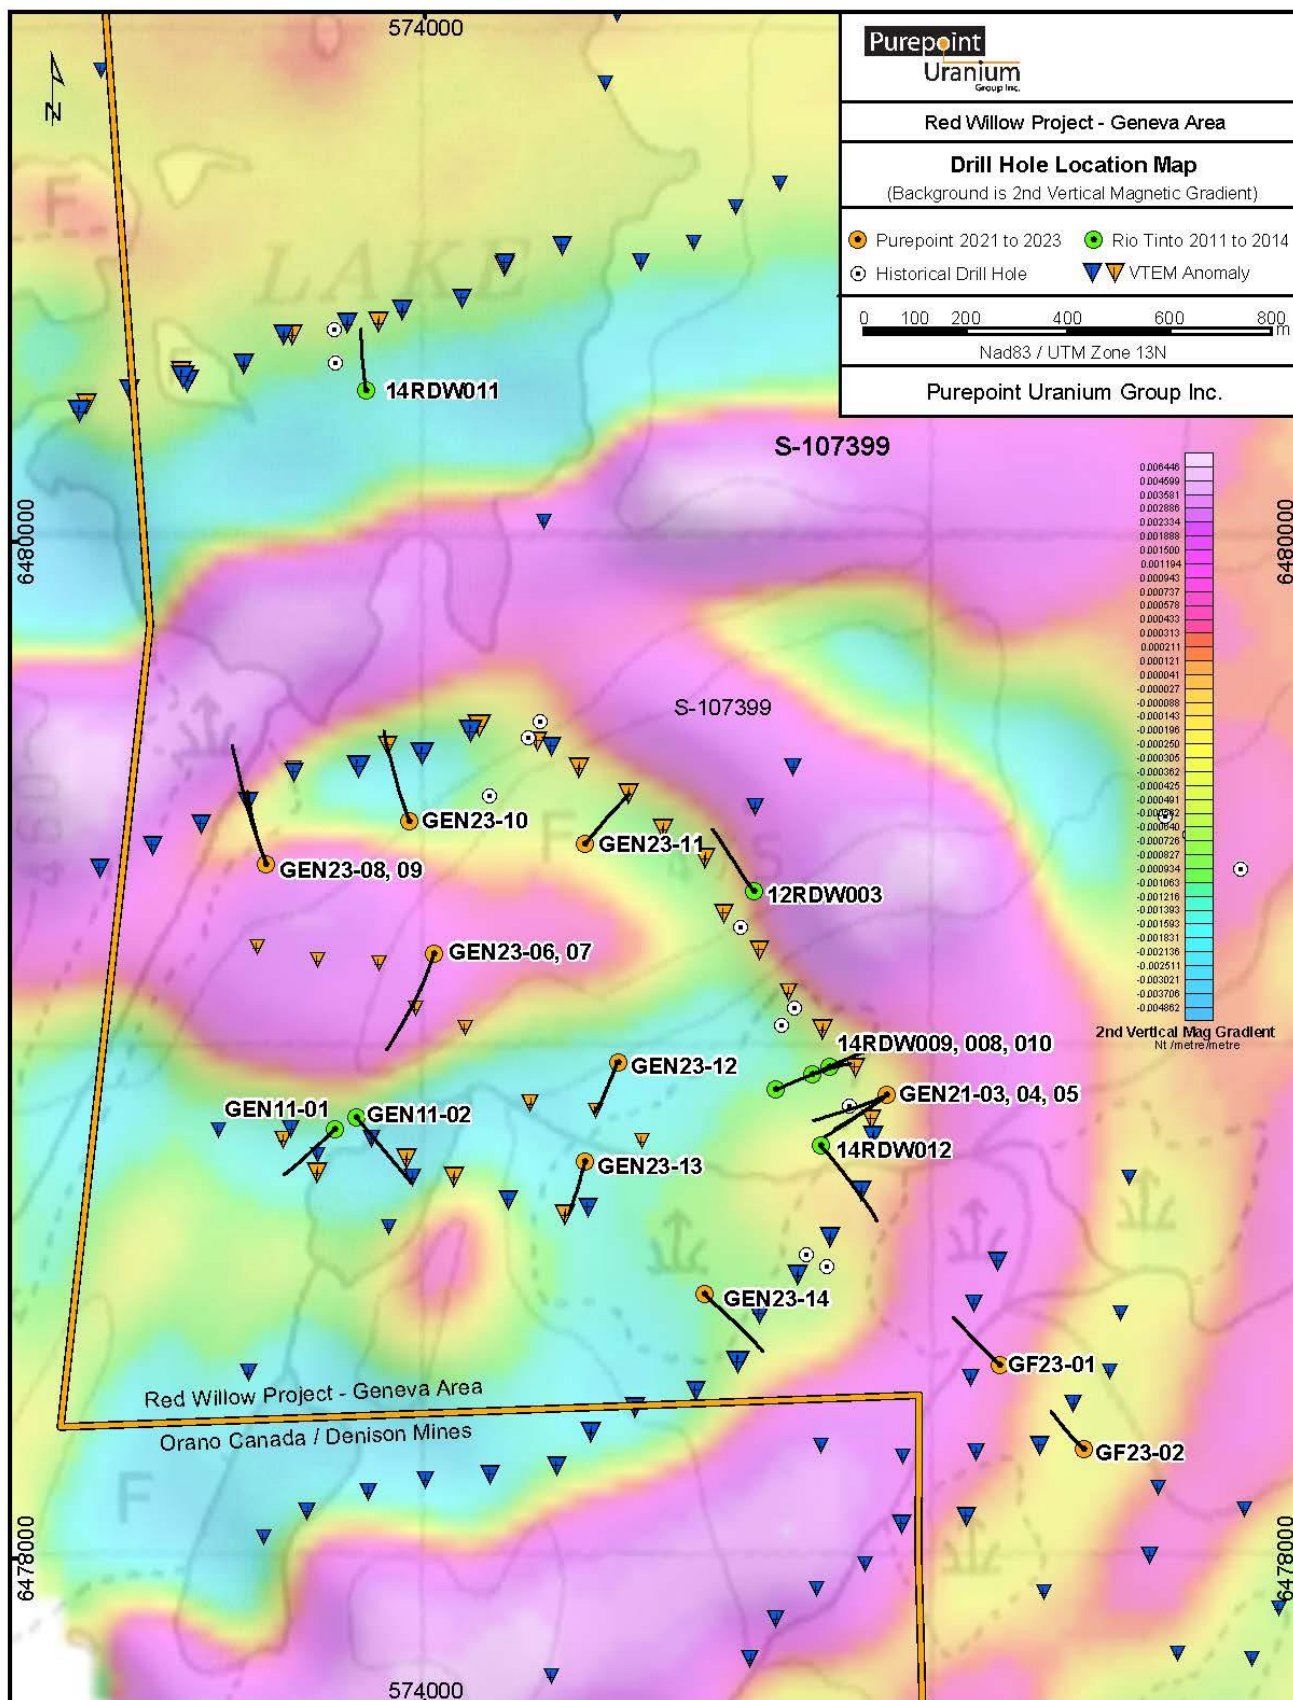 574000
Purepoint
Uranium
Group Inc.
Red Willow Project - Geneva Area
Drill Hole Location Map
(Background is 2nd Vertical Magnetic Gradient)
Purepoint 2021 to 2023
Rio Tinto 2011 to 2014
Historical Drill Hole
VTEM Anomaly
0 100 200 400 600 800
m
Nad83 / UTM Zone 13N
Purepoint Uranium Group Inc.
N
F
LAKE
14RDW011
S-107399
6480000
6480000
0.006446
0.004599
0.003581
0.002886
0.002334
0.001888
0.001500
0.001194
0.000943
0.000737
0.000578
0.000433
0.000313
0.000211
0.000121
0.000041
-0.000027
-0.000088
-0.000143
-0.000196
-0.000250
-0.000305
-0.000362
-0.000425
-0.000491
-0.000640
-0.000726
-0.000827
-0.000934
-0.001063
-0.001216
-0.001393
-0.001593
-0.001831
-0.002136
-0.002511
-0.003021
-0.003706
-0.004862
2nd Vertical Mag Gradient
Nt /metre/metre
S-107399
GEN23-10
F
S
GEN23-11
GEN23-08, 09
12RDW003
GEN23-06, 07
14RDW009, 008, 010
GEN23-12
GEN21-03, 04, 05
GEN11-01
GEN11-02
14RDW012
GEN23-13
GEN23-14
GF23-01
Red Willow Project - Geneva Area
Orano Canada / Denison Mines
GF23-02
F
6478000
6478000
574000